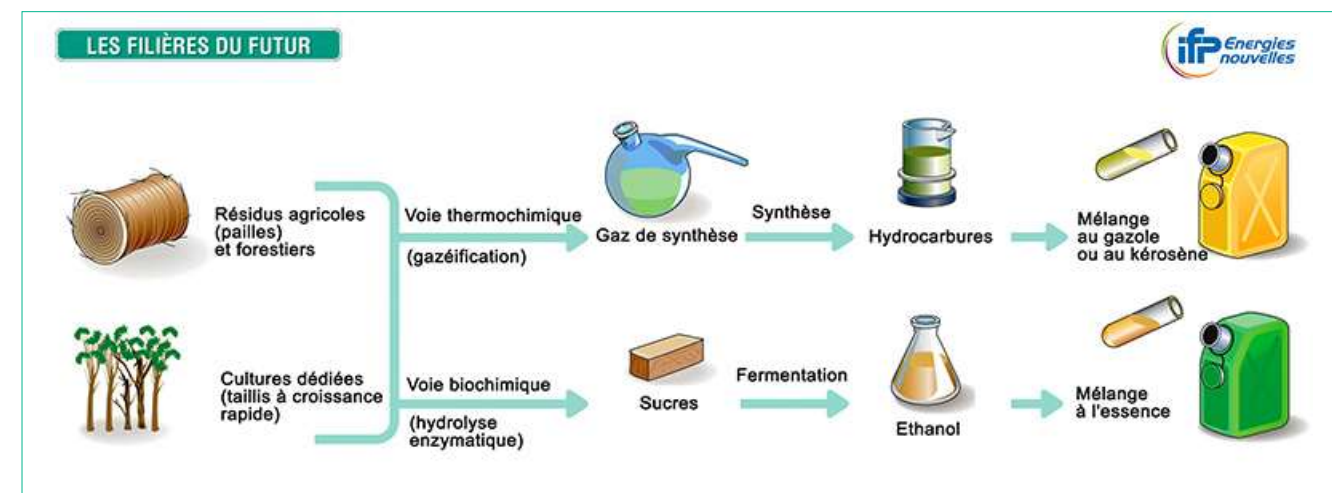 LES FILIÈRES DU FUTUR
ifp Energies
nouvelles
Résidus agricoles
(pailles)
et forestiers
Voie thermochimique
(gazéification)
Gaz de synthèse
Synthèse
Hydrocarbures
Mélange
au gazole
ou au kérosène
Cultures dédiées
(taillis à croissance
rapide)
Voie biochimique
(hydrolyse
enzymatique)
Sucres
Fermentation
Ethanol
Mélange
à l'essence